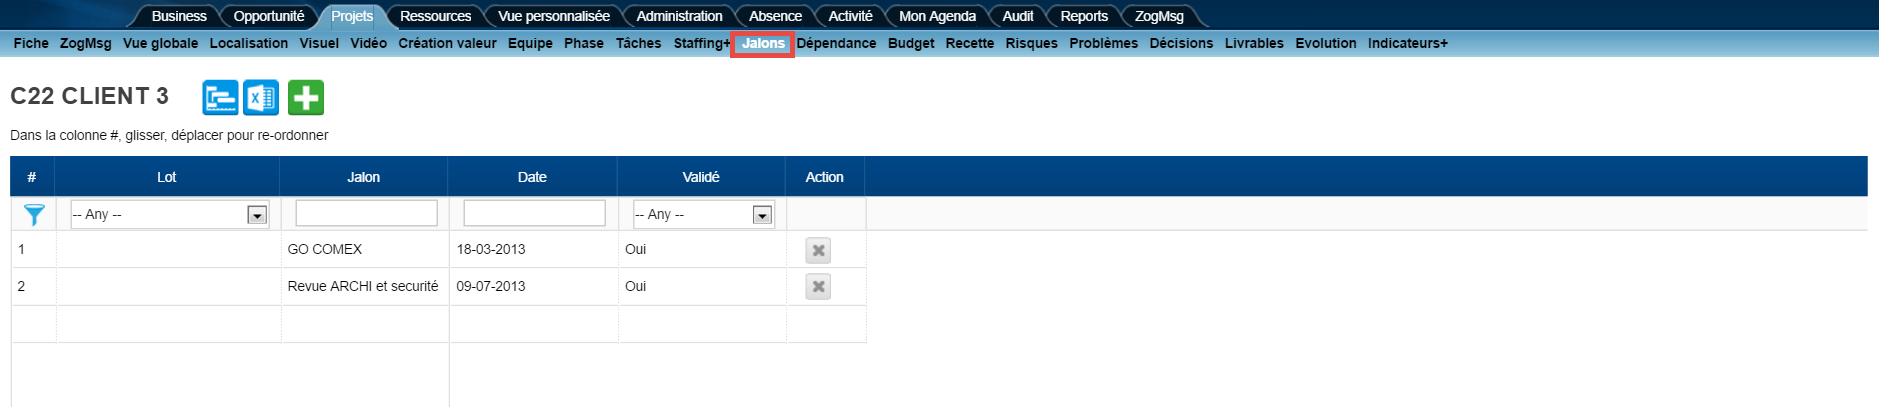 Business Opportunité Projets Ressources Vue personnalisée Administration Absence Activité Mon Agenda Audit Reports ZogMsg
Fiche ZogMsg Vue globale Localisation Visuel Vidéo Création valeur Equipe Phase Tâches Staffing+ Jalons Dépendance Budget Recette Risques Problèmes Décisions Livrables Evolution Indicateurs+
C22 CLIENT 3
Dans la colonne #, glisser, déplacer pour re-ordonner
# Lot Jalon Date Validé Action
-- Any -- -- Any --
1 GO COMEX 18-03-2013 Oui
2 Revue ARCHI et securité 09-07-2013 Oui